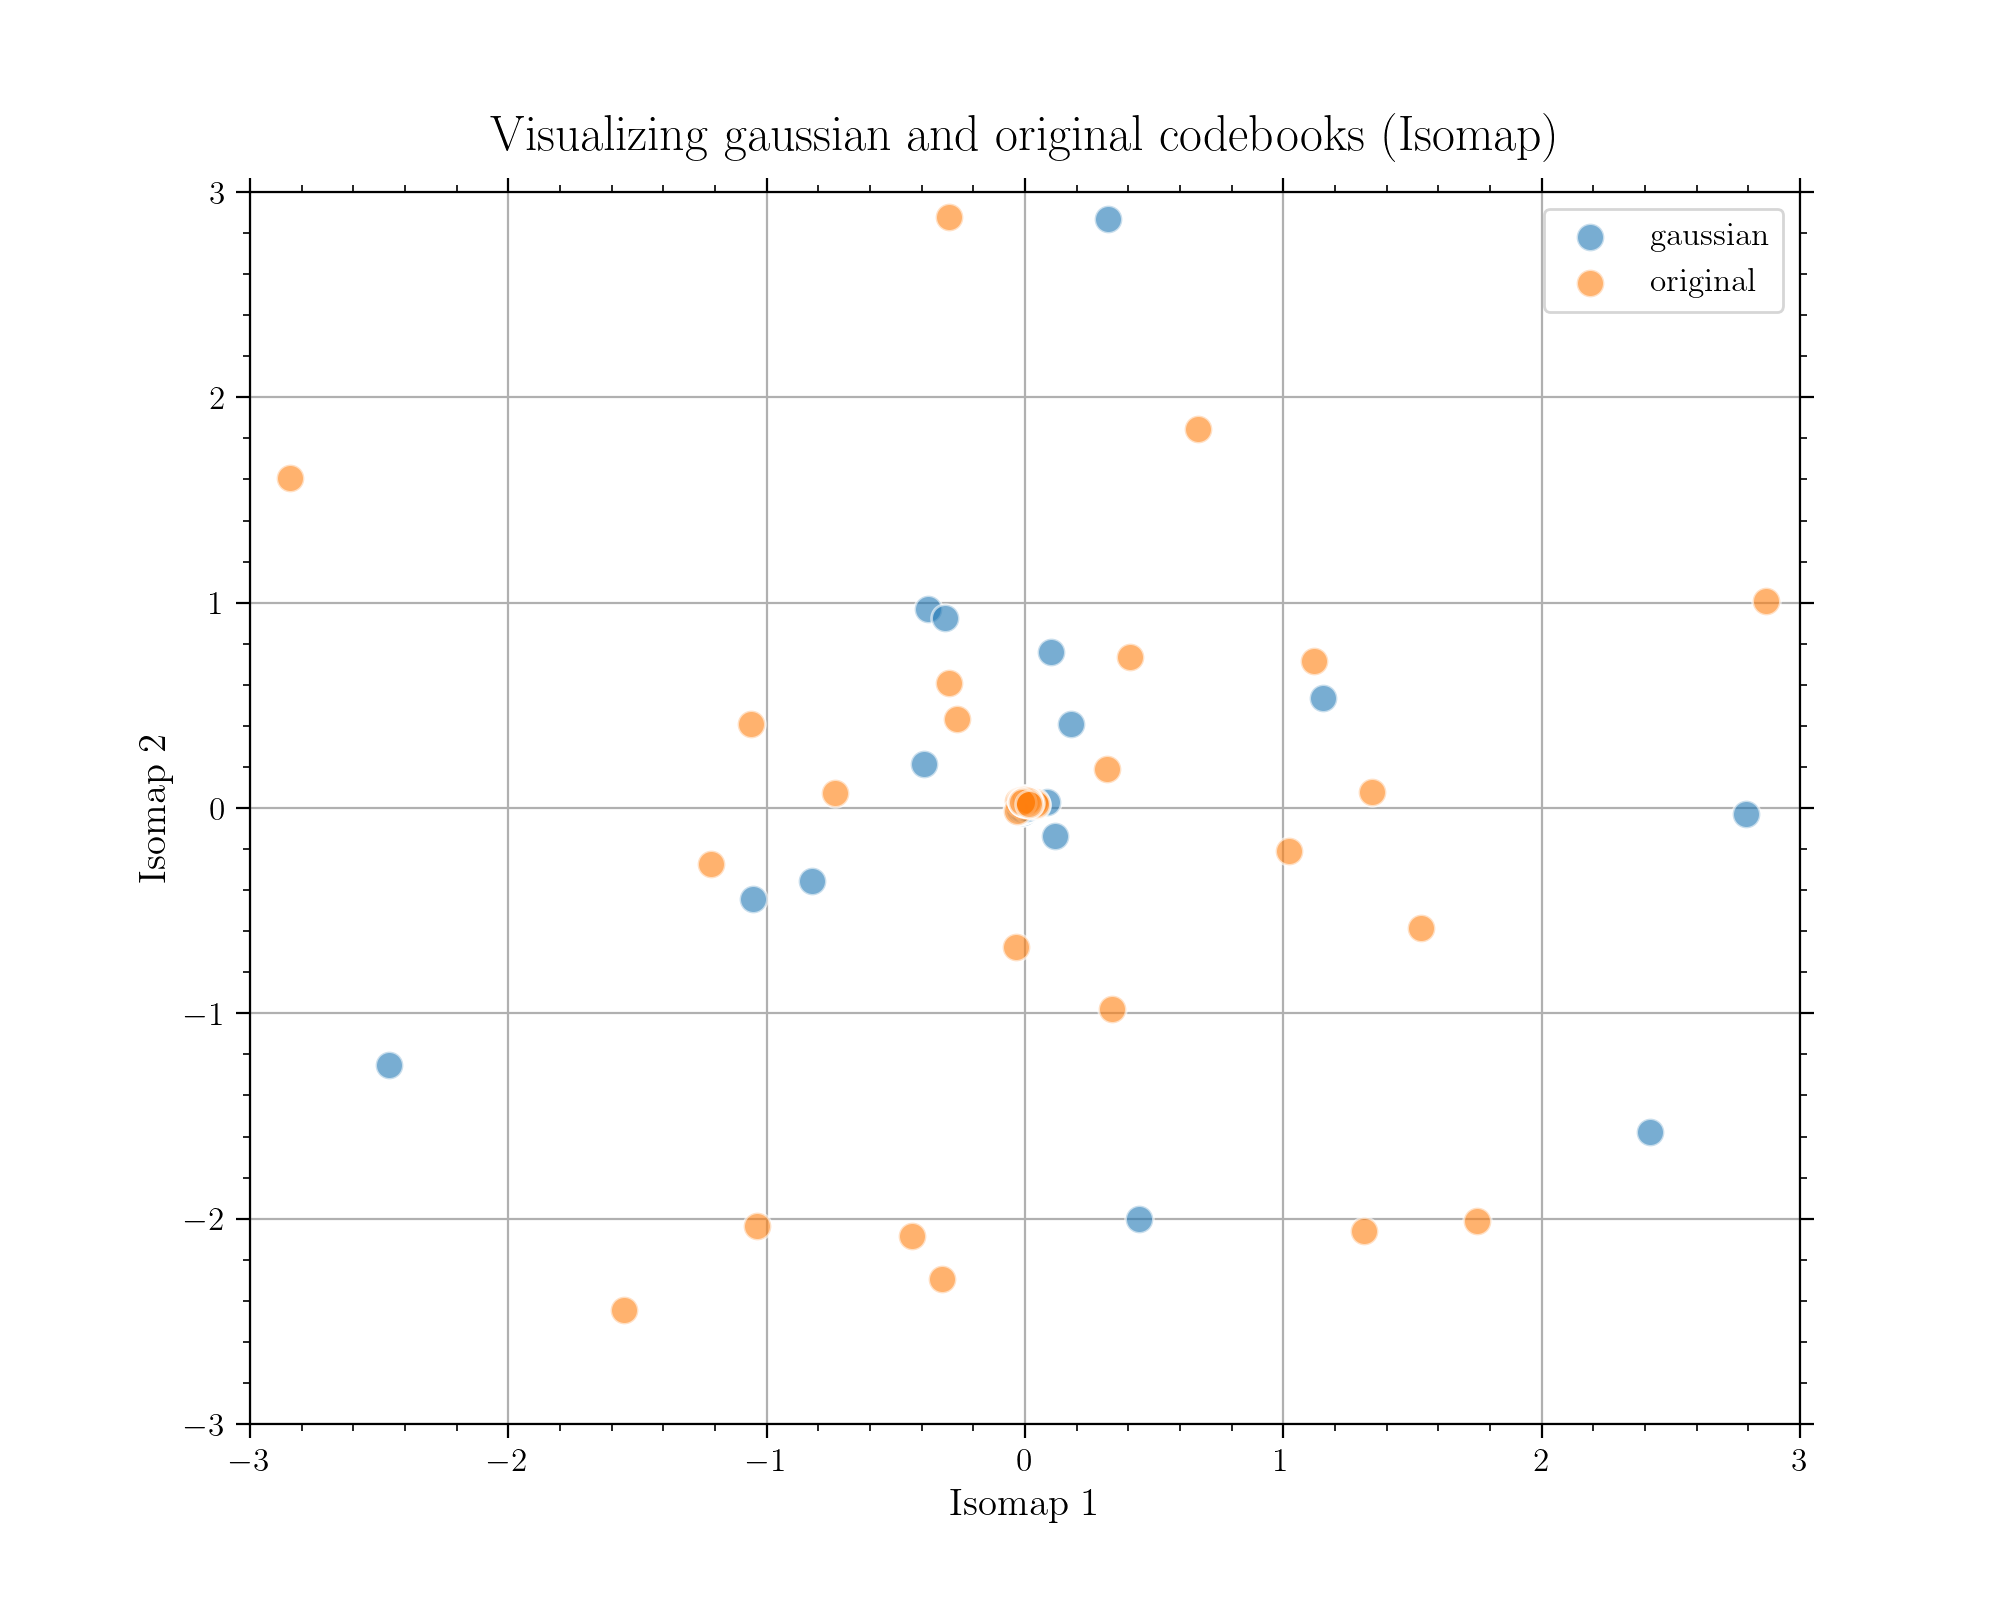 Visualizing gaussian and original codebooks (Isomap)
gaussian
original
3
2
1
0
−1
−2
−3
Isomap 2
−3
−2
−1
0
1
2
3
Isomap 1